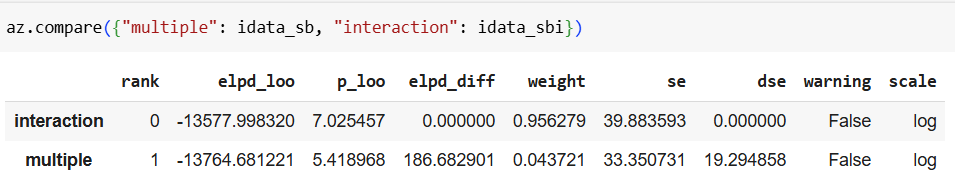 az.compare({"multiple": idata_sb, "interaction": idata_sbi})
rank elpd_loo p_loo elpd_diff weight se dse warning scale
interaction 0 -13577.998320 7.025457 0.000000 0.956279 39.883593 0.000000 False log
multiple 1 -13764.681221 5.418968 186.682901 0.043721 33.350731 19.294858 False log